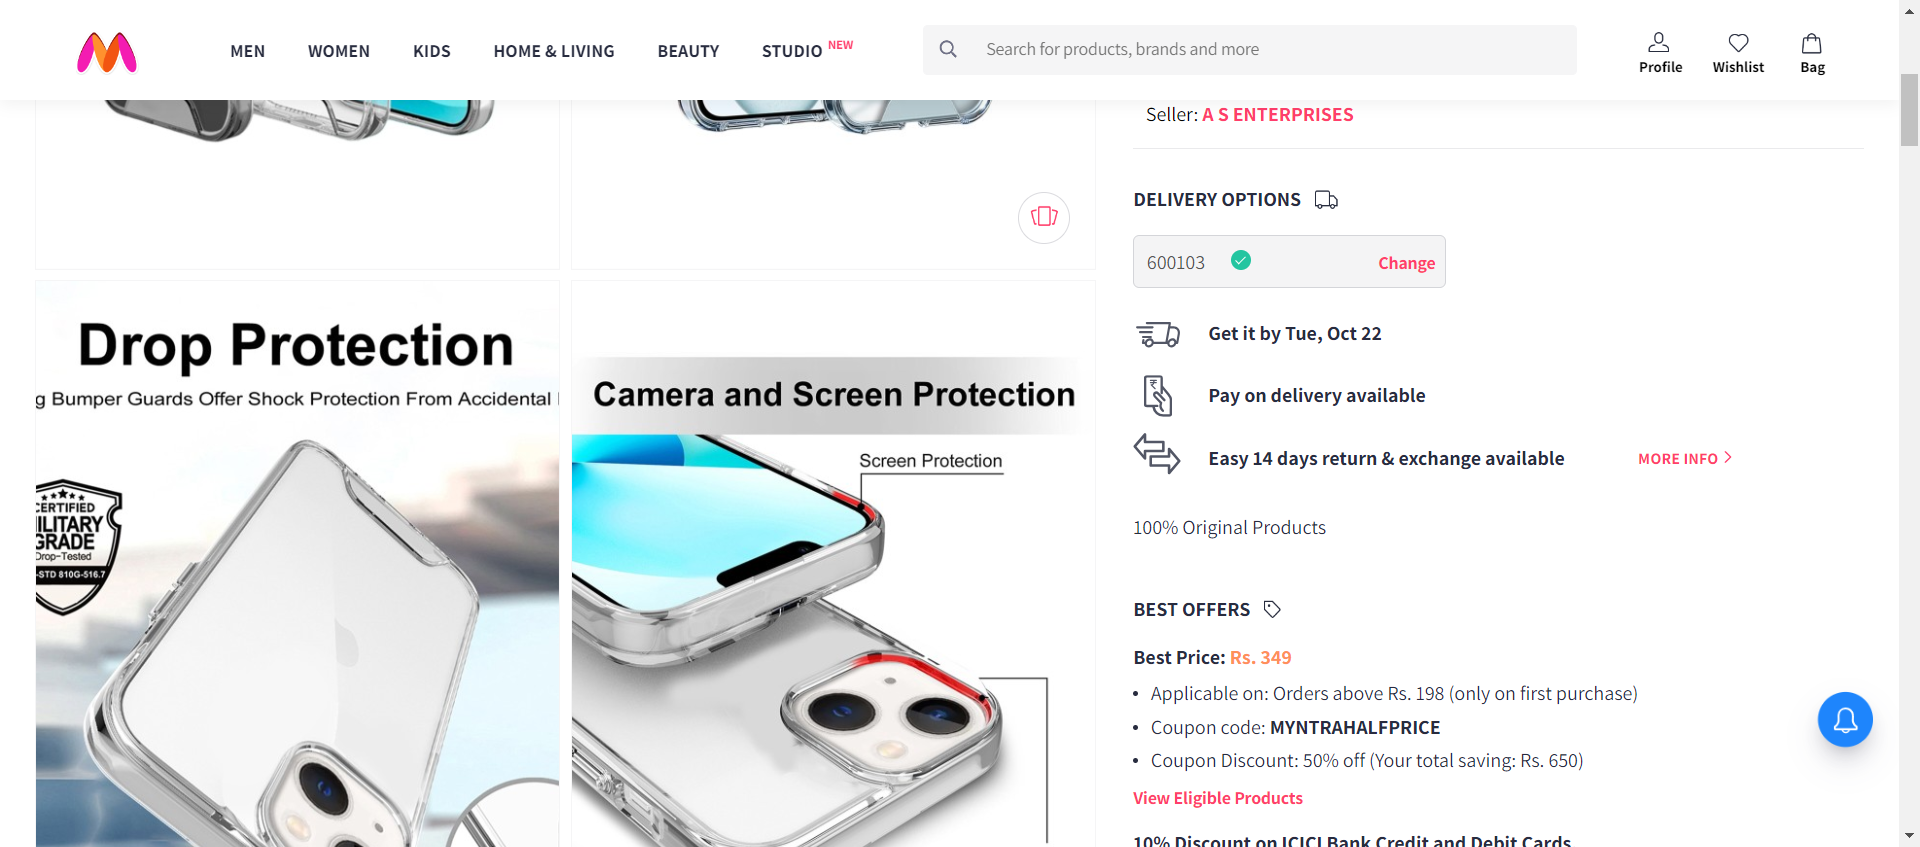 MEN WOMEN KIDS HOME & LIVING BEAUTY STUDIO NEW Search for products, brands and more Profile Wishlist Bag
Seller: A S ENTERPRISES
DELIVERY OPTIONS
600103 Change
Get it by Tue, Oct 22
Pay on delivery available
Easy 14 days return & exchange available MORE INFO
100% Original Products
BEST OFFERS
Best Price: Rs. 349
• Applicable on: Orders above Rs. 198 (only on first purchase)
• Coupon code: MYNTRAHALFPRICE
• Coupon Discount: 50% off (Your total saving: Rs. 650)
View Eligible Products
10% Discount on ICICI Bank Credit and Debit Cards
Drop Protection
g Bumper Guards Offer Shock Protection From Accidental
CERTIFIED
MILITARY
GRADE
Drop-Tested
-STD 810G-516.7
Camera and Screen Protection
Screen Protection